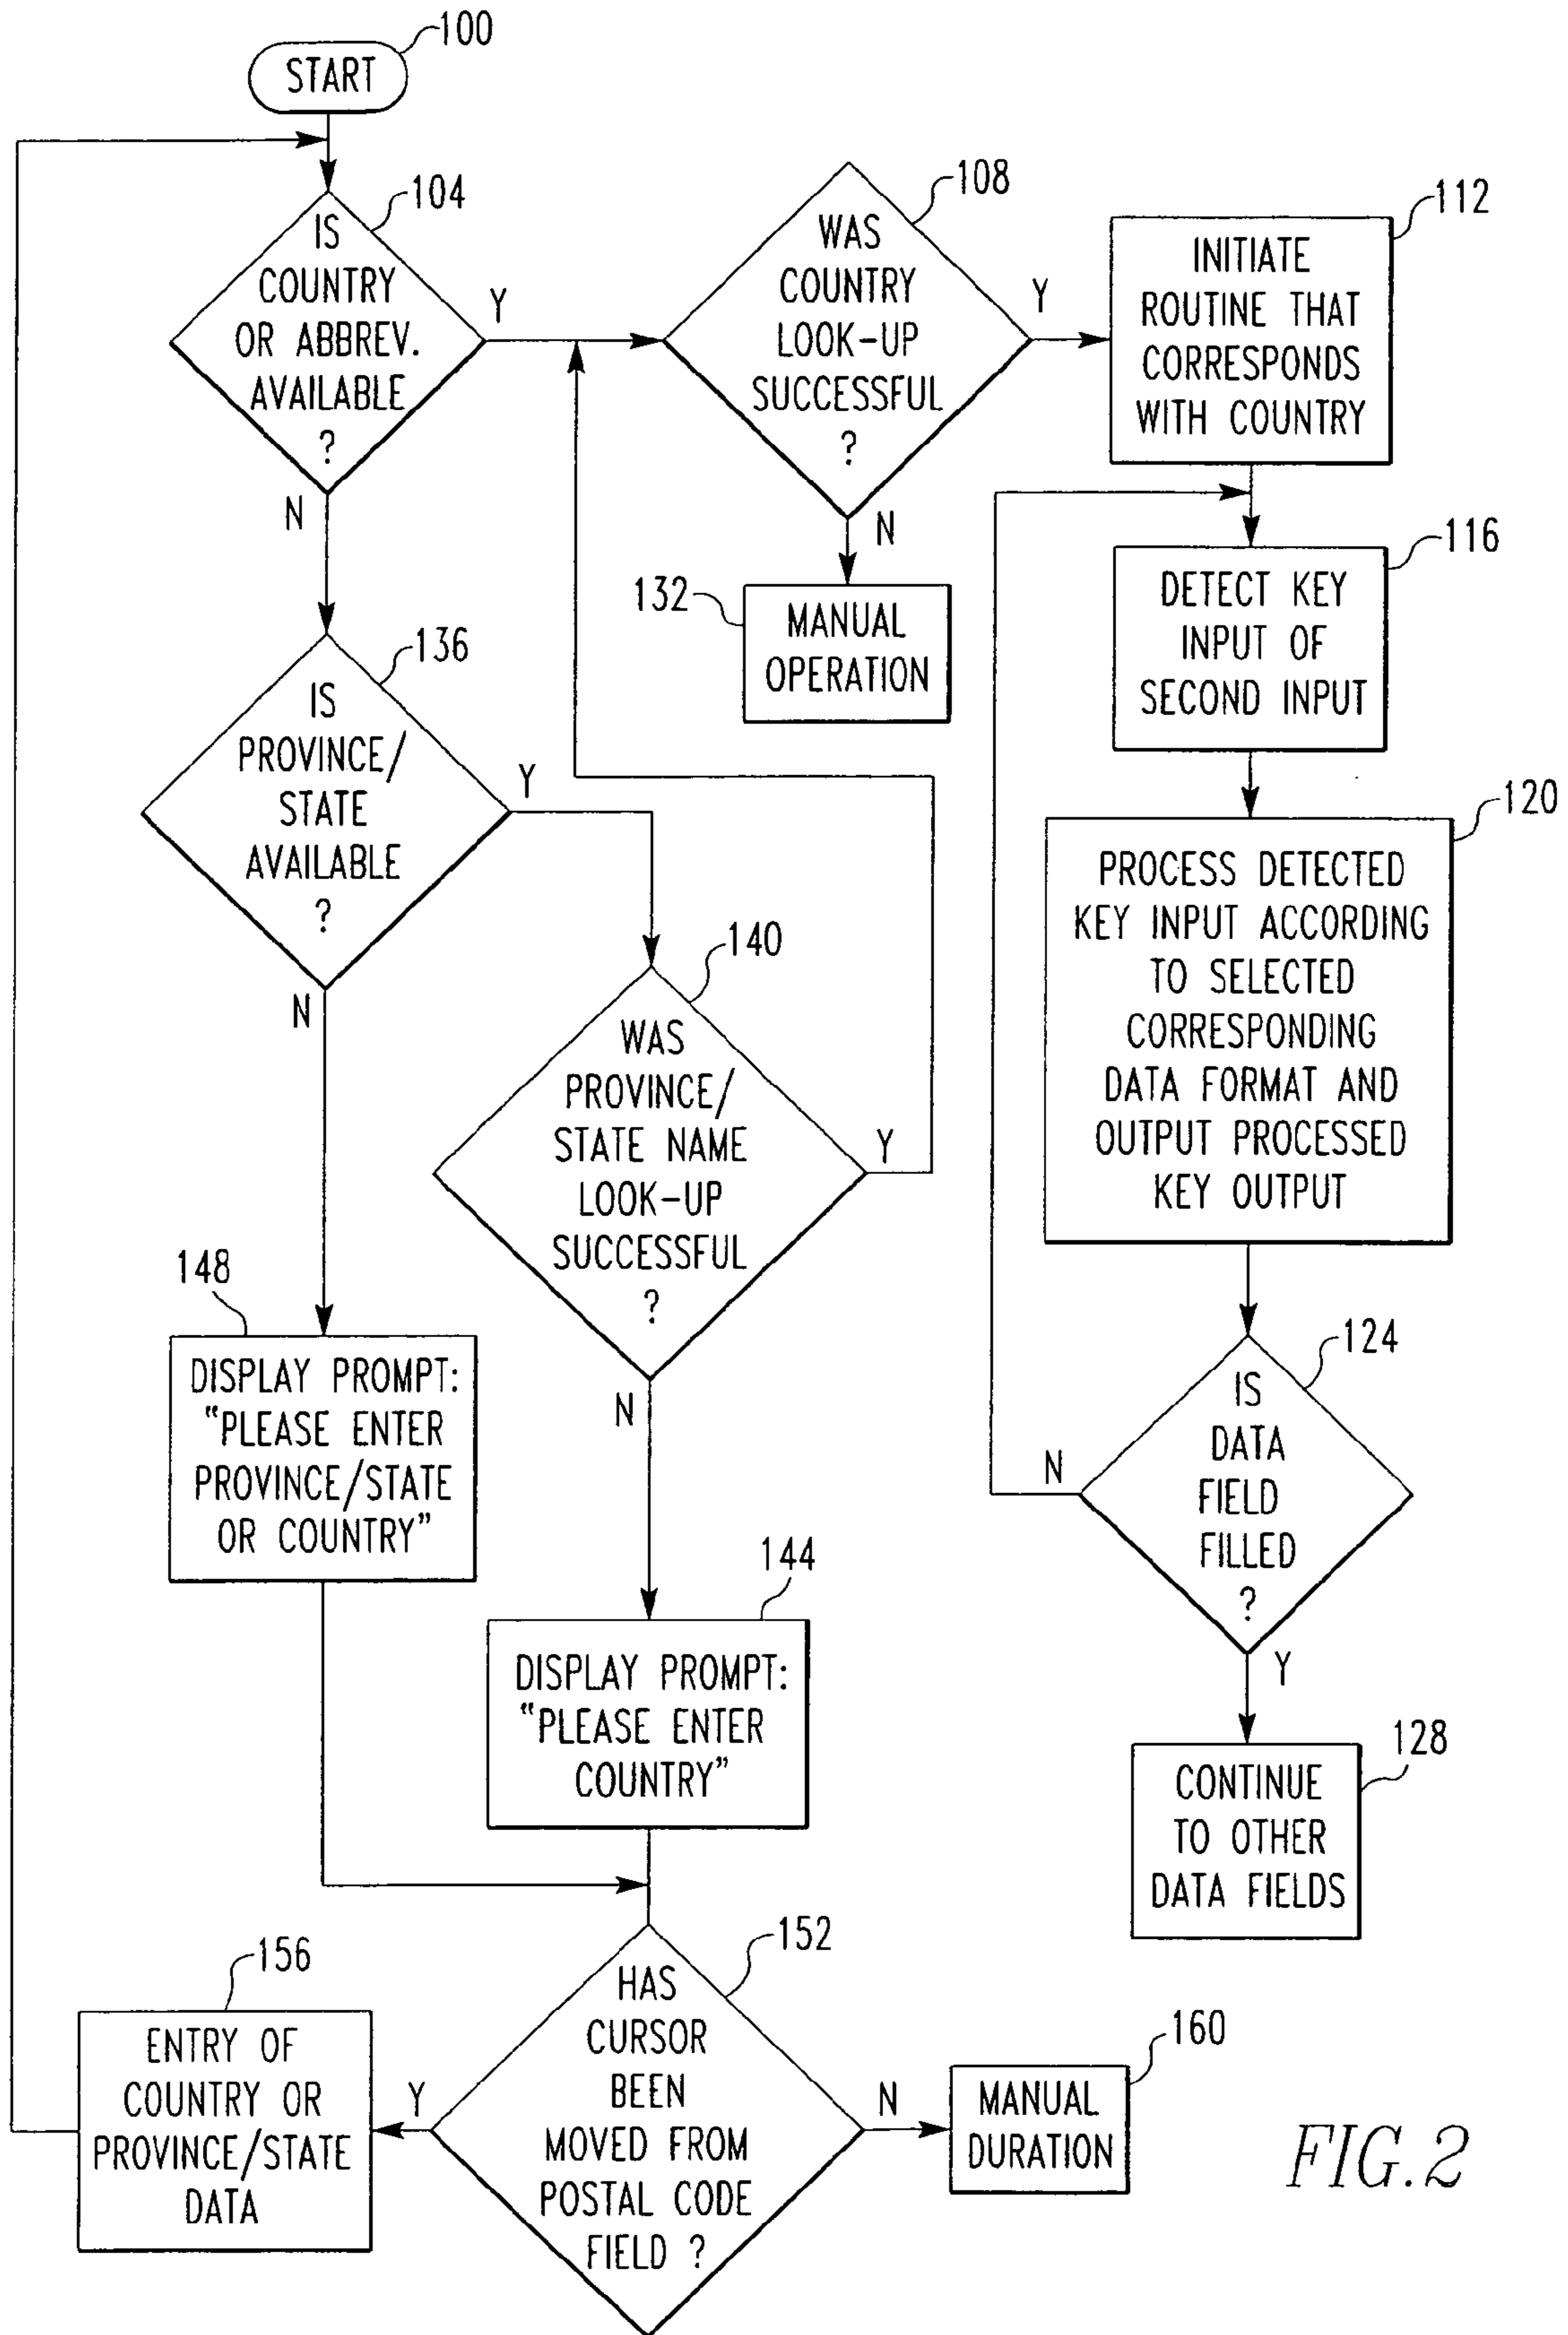 100
START
104
IS
COUNTRY
OR ABBREV.
AVAILABLE
?
Y
N
108
WAS
COUNTRY
LOOK-UP
SUCCESSFUL
?
Y
N
112
INITIATE
ROUTINE THAT
CORRESPONDS
WITH COUNTRY
132
MANUAL
OPERATION
116
DETECT KEY
INPUT OF
SECOND INPUT
136
IS
PROVINCE/
STATE
AVAILABLE
?
Y
N
120
PROCESS DETECTED
KEY INPUT ACCORDING
TO SELECTED
CORRESPONDING
DATA FORMAT AND
OUTPUT PROCESSED
KEY OUTPUT
140
WAS
PROVINCE/
STATE NAME
LOOK-UP
SUCCESSFUL
?
Y
N
148
DISPLAY PROMPT:
"PLEASE ENTER
PROVINCE/STATE
OR COUNTRY"
124
IS
DATA
FIELD
FILLED
?
N
Y
144
DISPLAY PROMPT:
"PLEASE ENTER
COUNTRY"
128
CONTINUE
TO OTHER
DATA FIELDS
152
HAS
CURSOR
BEEN
MOVED FROM
POSTAL CODE
FIELD ?
Y
N
156
ENTRY OF
COUNTRY OR
PROVINCE/STATE
DATA
160
MANUAL
DURATION
FIG.2